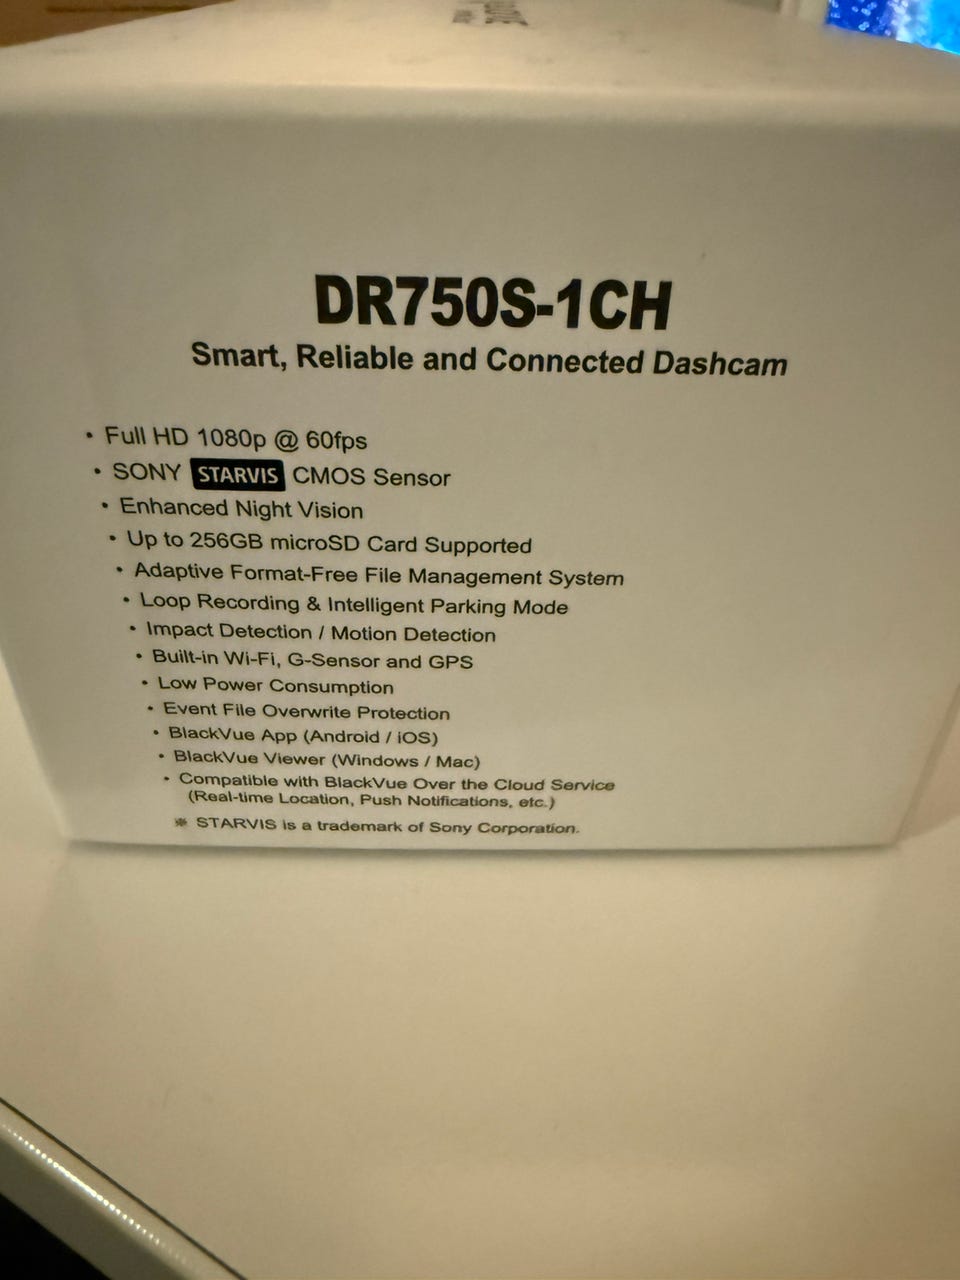 DR750S-1CH
Smart, Reliable and Connected Dashcam
• Full HD 1080p @ 60fps
• SONY STARVIS CMOS Sensor
• Enhanced Night Vision
• Up to 256GB microSD Card Supported
• Adaptive Format-Free File Management System
• Loop Recording & Intelligent Parking Mode
• Impact Detection / Motion Detection
• Built-in Wi-Fi, G-Sensor and GPS
• Low Power Consumption
• Event File Overwrite Protection
• BlackVue App (Android / iOS)
• BlackVue Viewer (Windows / Mac)
• Compatible with BlackVue Over the Cloud Service
(Real-time Location, Push Notifications, etc.)
※ STARVIS is a trademark of Sony Corporation.